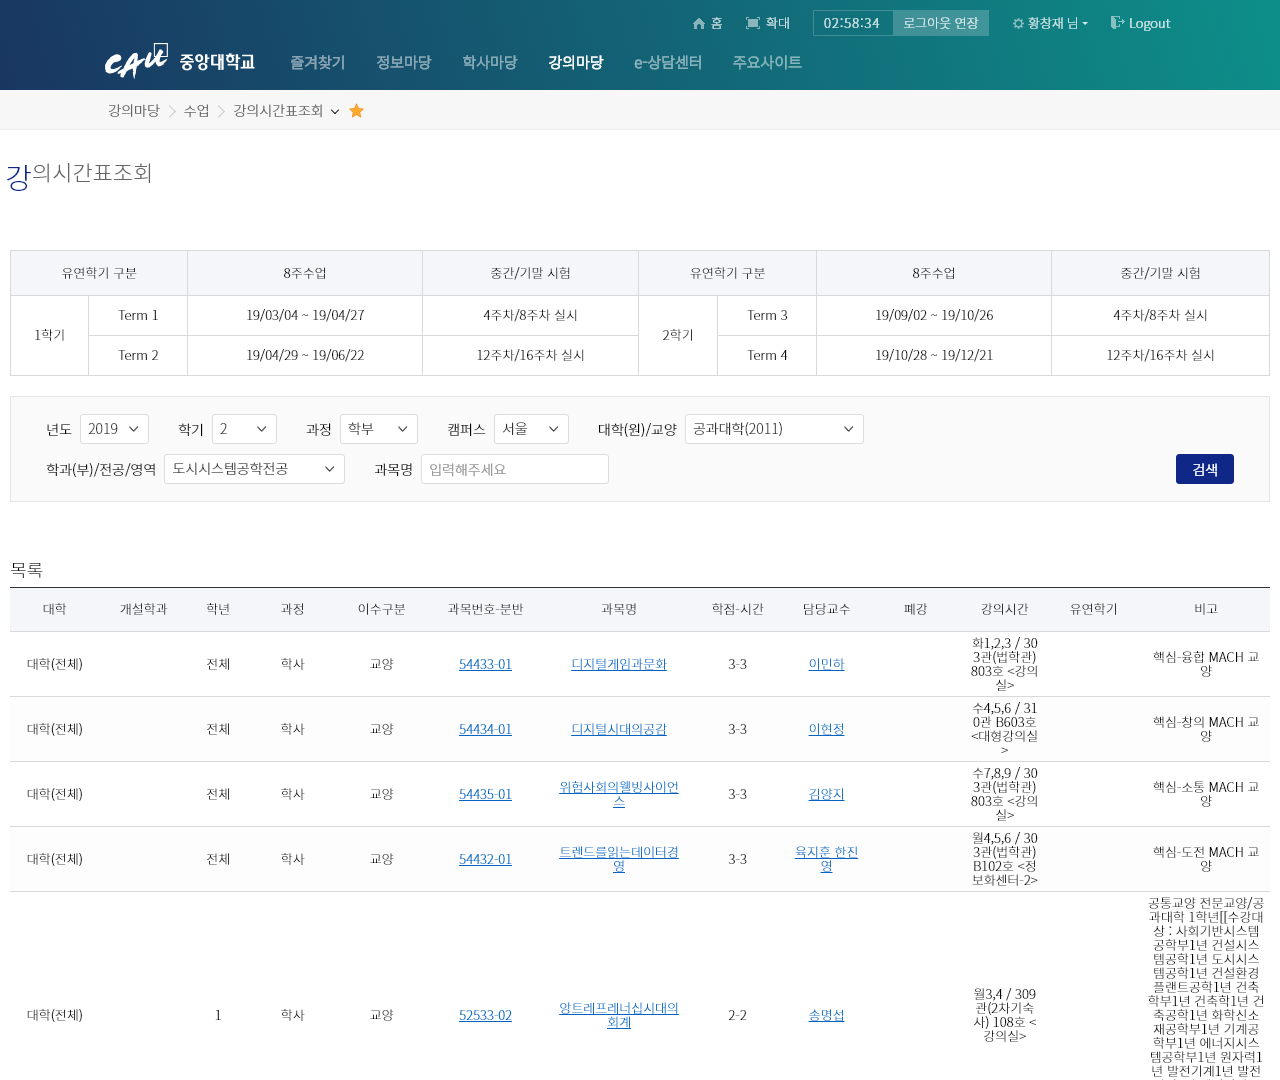 홈 확대 02:58:34 로그아웃 연장 황창재 님 Logout
CAU 중앙대학교 즐겨찾기 정보마당 학사마당 강의마당 e-상담센터 주요사이트
강의마당 수업 강의시간표조회
강의시간표조회
유연학기 구분 8주수업 중간/기말 시험 유연학기 구분 8주수업 중간/기말 시험
1학기 Term 1 19/03/04 ~ 19/04/27 4주차/8주차 실시 2학기 Term 3 19/09/02 ~ 19/10/26 4주차/8주차 실시
Term 2 19/04/29 ~ 19/06/22 12주차/16주차 실시 Term 4 19/10/28 ~ 19/12/21 12주차/16주차 실시
년도 2019 학기 2 과정 학부 캠퍼스 서울 대학(원)/교양 공과대학(2011)
학과(부)/전공/영역 도시시스템공학전공 과목명 입력해주세요 검색
목록
대학 개설학과 학년 과정 이수구분 과목번호-분반 과목명 학점-시간 담당교수 폐강 강의시간 유연학기 비고
대학(전체) 전체 학사 교양 54433-01 디지털게임과문화 3-3 이민하
화1,2,3 / 30
3관(법학관)
803호 <강의
실>
핵심-융합 MACH 교
양
대학(전체) 전체 학사 교양 54434-01 디지털시대의공감 3-3 이현정
수4,5,6 / 31
0관 B603호
<대형강의실
>
핵심-창의 MACH 교
양
대학(전체) 전체 학사 교양 54435-01
위험사회의웰빙사이언
스
3-3 김양지
수7,8,9 / 30
3관(법학관)
803호 <강의
실>
핵심-소통 MACH 교
양
대학(전체) 전체 학사 교양 54432-01
트렌드를읽는데이터경
영
3-3
육지훈 한진
영
월4,5,6 / 30
3관(법학관)
B102호 <정
보화센터-2>
핵심-도전 MACH 교
양
대학(전체) 1 학사 교양 52533-02
앙트레프레너십시대의
회계
2-2 송명섭
월3,4 / 309
관(2차기숙
사) 108호 <
강의실>
공통교양 전문교양/공
과대학 1학년[[수강대
상 : 사회기반시스템
공학부1년 건설시스
템공학1년 도시시스
템공학1년 건설환경
플랜트공학1년 건축
학부1년 건축학1년 건
축공학1년 화학신소
재공학부1년 기계공
학부1년 에너지시스
템공학부1년 원자력1
년 발전기계1년 발전